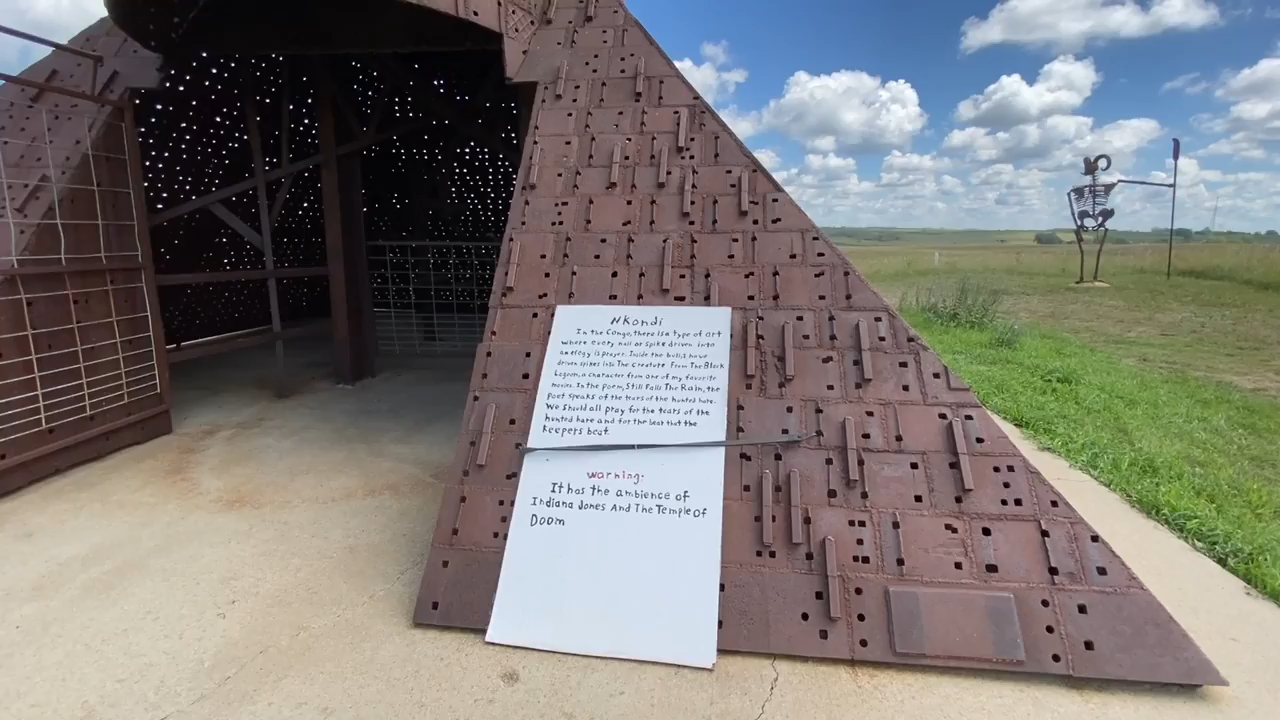 NKondi
In the Congo, there is a type of art
where every nail or spike driven into
an effigy is prayer. Inside the bull, I have
driven spikes into The Creature From The Black
Lagoon, a character from one of my favorite
movies. In the poem, Still Falls The Rain, the
Poet speaks of the tears of the hunted hare.
We should all pray for the tears of the
hunted hare and for the bear that the
Keepers beat.
warning:
It has the ambience of
Indiana Jones And The Temple of
Doom